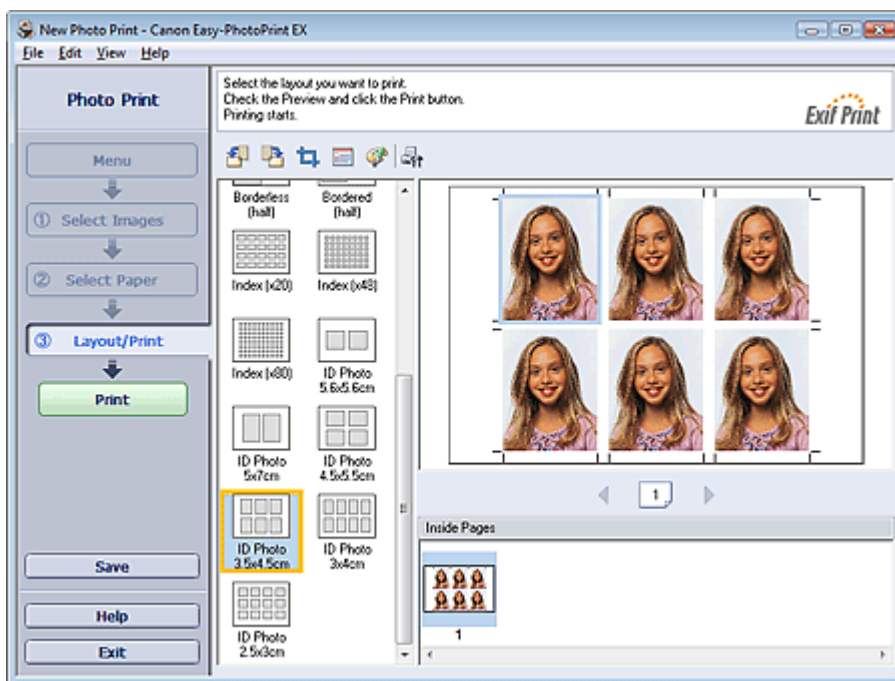 New Photo Print - Canon Easy-PhotoPrint EX
File Edit View Help
Photo Print
Menu
① Select Images
② Select Paper
③ Layout/Print
Print
Save
Help
Exit
Select the layout you want to print.
Check the Preview and click the Print button.
Printing starts.
Exif Print
Borderless
(half)
Bordered
(half)
Index (x20)
Index (x48)
Index (x80)
ID Photo
5.6x5.6cm
ID Photo
5x7cm
ID Photo
4.5x5.5cm
ID Photo
3.5x4.5cm
ID Photo
3x4cm
ID Photo
2.5x3cm
1
Inside Pages
1